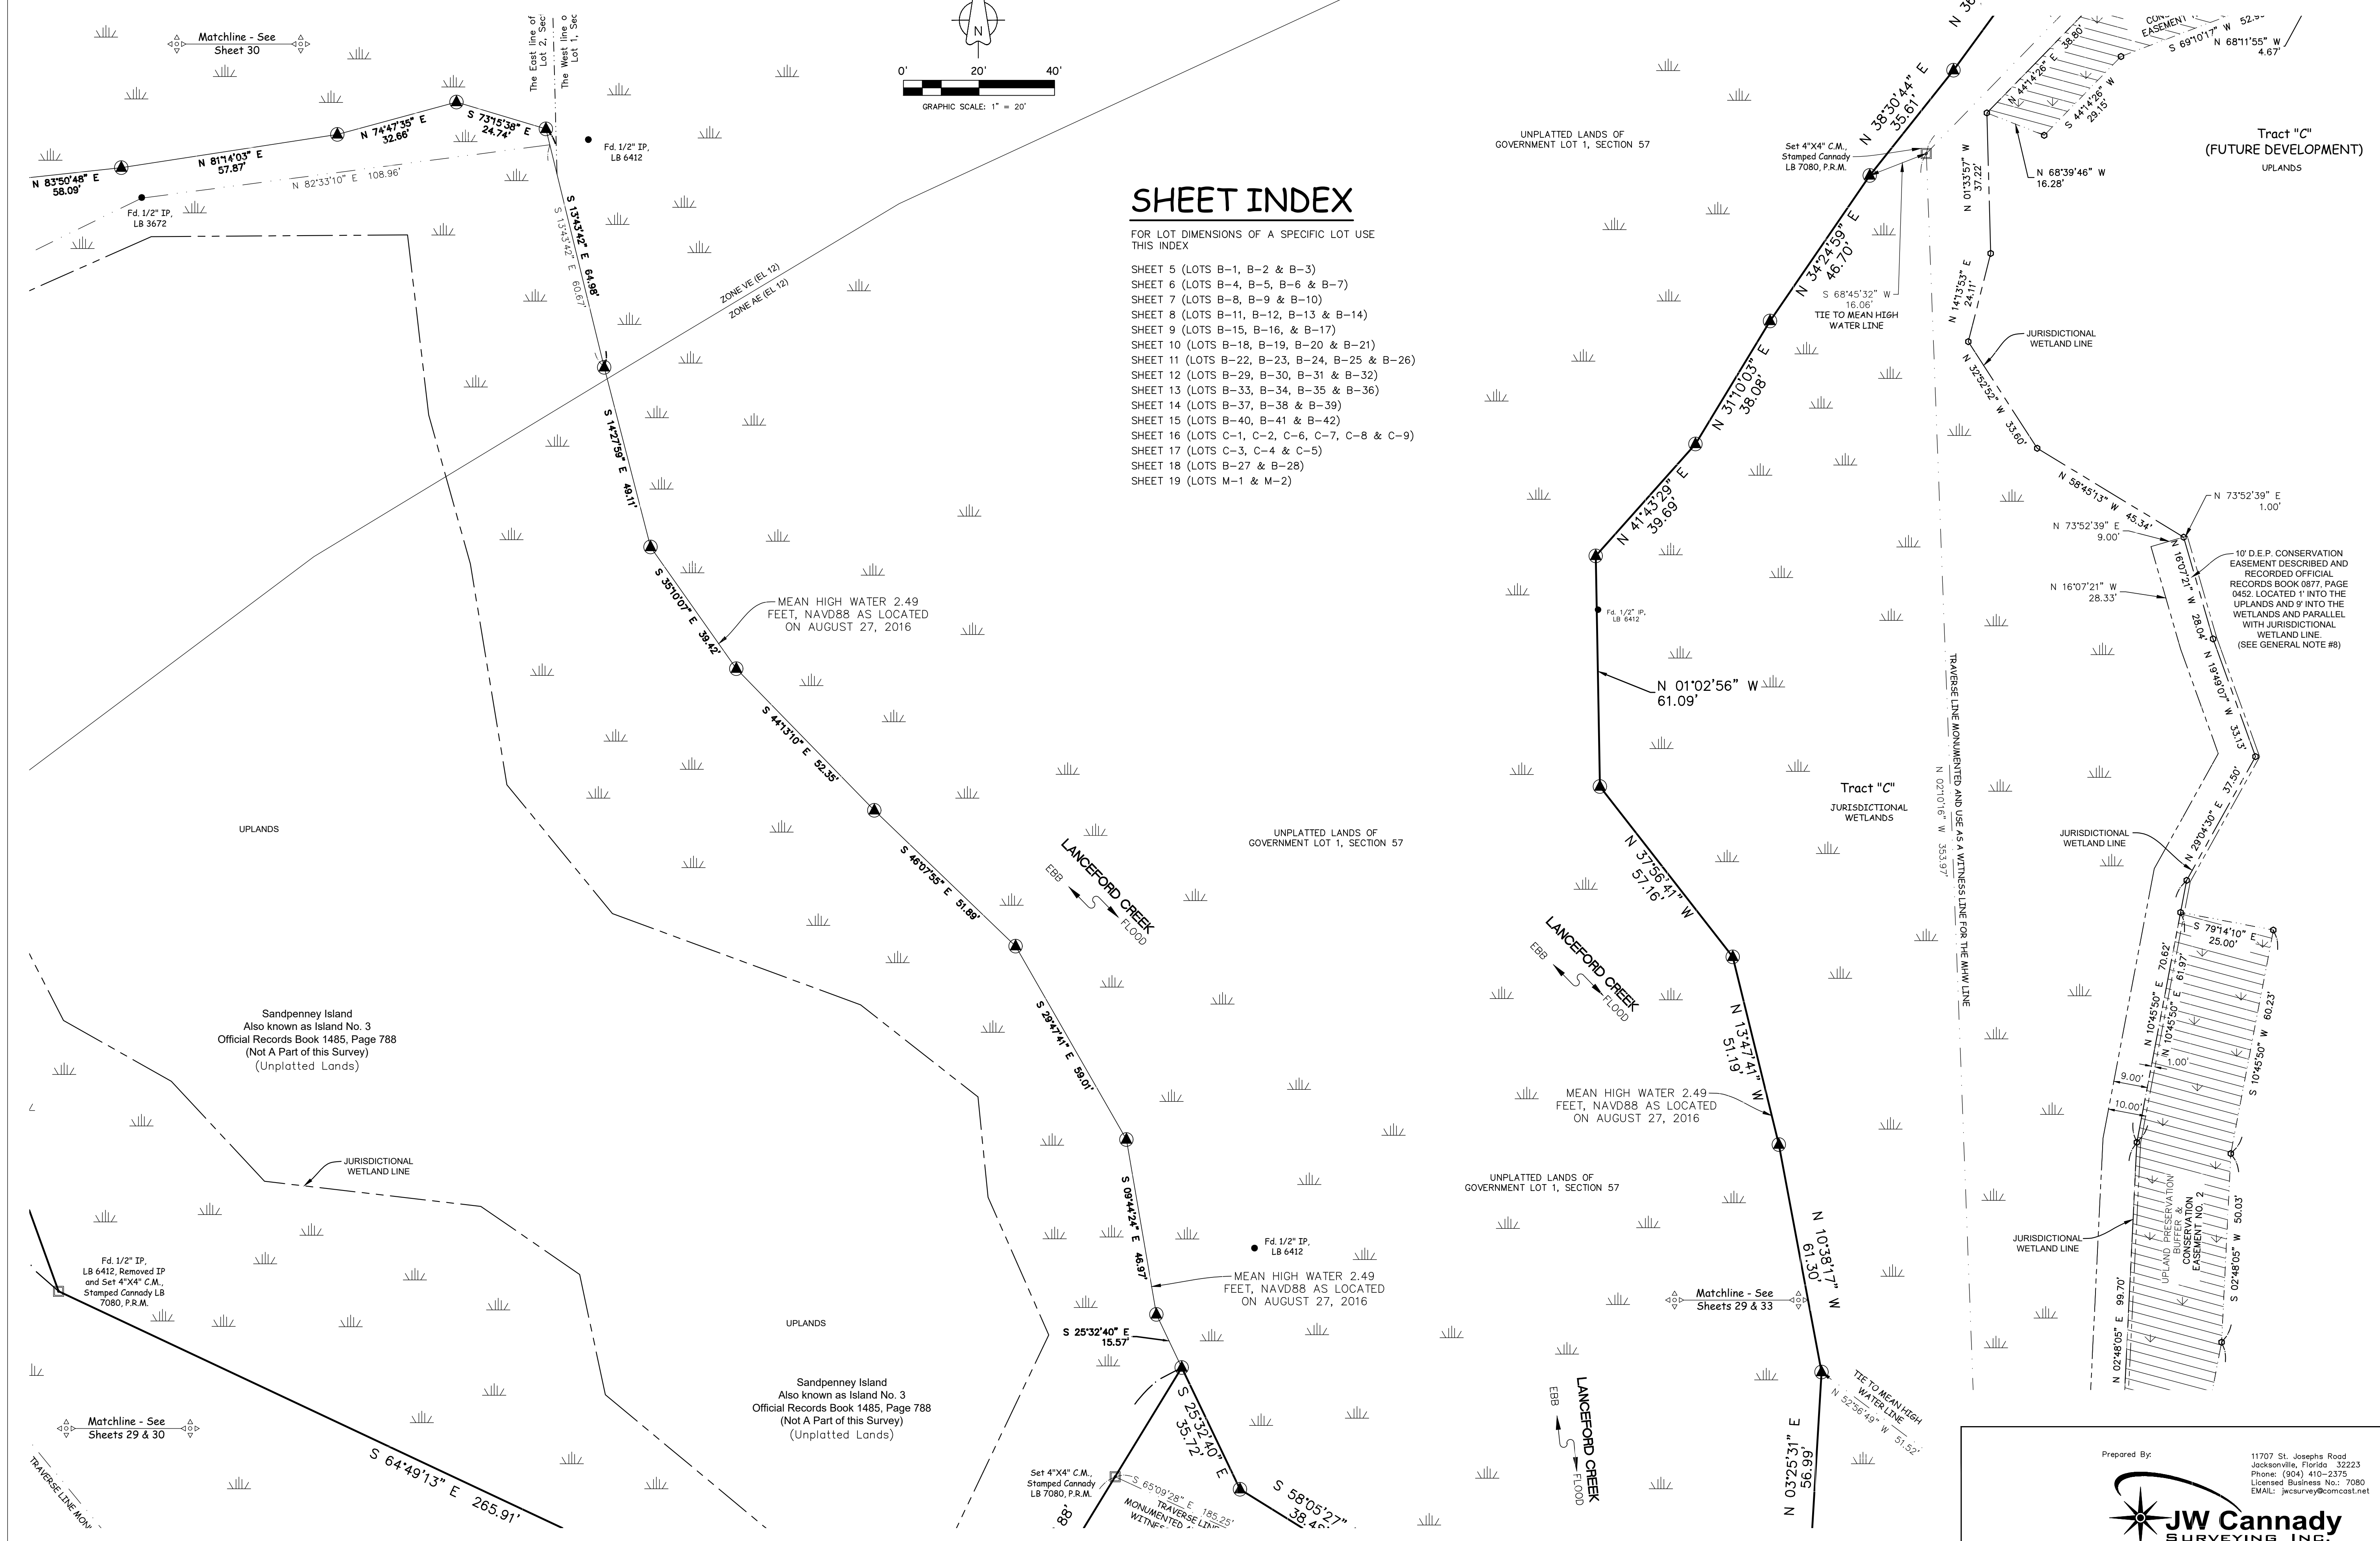 Matchline - See
Sheet 30
The East line of
Lot 2, Sec
The West line o
Lot 1, Sec
N
0'
20'
40'
GRAPHIC SCALE: 1" = 20'
N 83°50'48" E
58.09'
N 81°14'03" E
57.87'
N 74°47'35" E
32.66'
S 73°15'38" E
24.74'
N 82°33'10" E 108.96'
Fd. 1/2" IP,
LB 3672
Fd. 1/2" IP,
LB 6412
S 13°43'42" E 64.98'
S 13°43'42" E 60.67'
ZONE VE (EL 12)
ZONE AE (EL 12)
S 14°27'59" E 49.11'
S 35°10'07" E 39.42'
MEAN HIGH WATER 2.49
FEET, NAVD88 AS LOCATED
ON AUGUST 27, 2016
S 44°13'10" E 52.35'
S 46°07'55" E 51.89'
S 29°47'41" E 59.01'
S 09°44'24" E 46.97'
MEAN HIGH WATER 2.49
FEET, NAVD88 AS LOCATED
ON AUGUST 27, 2016
Fd. 1/2" IP,
LB 6412
S 25°32'40" E
15.57'
S 25°32'40" E
35.72'
S 58°05'27"
Set 4"X4" C.M.,
Stamped Cannady
LB 7080, P.R.M.
S 65°09'28" E 185.25'
TRAVERSE LINE
MONUMENTED
WITNES
88'
UPLANDS
Sandpenney Island
Also known as Island No. 3
Official Records Book 1485, Page 788
(Not A Part of this Survey)
(Unplatted Lands)
JURISDICTIONAL
WETLAND LINE
Fd. 1/2" IP,
LB 6412, Removed IP
and Set 4"X4" C.M.,
Stamped Cannady LB
7080, P.R.M.
Matchline - See
Sheets 29 & 30
S 64°49'13" E 265.91'
TRAVERSE LINE MON
UPLANDS
Sandpenney Island
Also known as Island No. 3
Official Records Book 1485, Page 788
(Not A Part of this Survey)
(Unplatted Lands)
LANCEFORD CREEK
EBB
FLOOD
SHEET INDEX
FOR LOT DIMENSIONS OF A SPECIFIC LOT USE
THIS INDEX
SHEET 5 (LOTS B-1, B-2 & B-3)
SHEET 6 (LOTS B-4, B-5, B-6 & B-7)
SHEET 7 (LOTS B-8, B-9 & B-10)
SHEET 8 (LOTS B-11, B-12, B-13 & B-14)
SHEET 9 (LOTS B-15, B-16, & B-17)
SHEET 10 (LOTS B-18, B-19, B-20 & B-21)
SHEET 11 (LOTS B-22, B-23, B-24, B-25 & B-26)
SHEET 12 (LOTS B-29, B-30, B-31 & B-32)
SHEET 13 (LOTS B-33, B-34, B-35 & B-36)
SHEET 14 (LOTS B-37, B-38 & B-39)
SHEET 15 (LOTS B-40, B-41 & B-42)
SHEET 16 (LOTS C-1, C-2, C-6, C-7, C-8 & C-9)
SHEET 17 (LOTS C-3, C-4 & C-5)
SHEET 18 (LOTS B-27 & B-28)
SHEET 19 (LOTS M-1 & M-2)
UNPLATTED LANDS OF
GOVERNMENT LOT 1, SECTION 57
UNPLATTED LANDS OF
GOVERNMENT LOT 1, SECTION 57
UNPLATTED LANDS OF
GOVERNMENT LOT 1, SECTION 57
N 38°30'44" E
35.61'
Set 4"X4" C.M.,
Stamped Cannady
LB 7080, P.R.M.
N 34°24'59" E
46.70'
S 68°45'32" W
16.06'
TIE TO MEAN HIGH
WATER LINE
N 31°10'03" E
38.08'
N 41°43'29" E
39.69'
Fd. 1/2" IP,
LB 6412
N 01°02'56" W
61.09'
N 37°56'41" W
57.16'
N 13°47'41" W
51.19'
MEAN HIGH WATER 2.49
FEET, NAVD88 AS LOCATED
ON AUGUST 27, 2016
N 10°38'17" W
61.30'
Matchline - See
Sheets 29 & 33
N 03°25'31" E
56.99'
TIE TO MEAN HIGH
WATER LINE
N 52°56'49" W 51.52'
LANCEFORD CREEK
EBB
FLOOD
LANCEFORD CREEK
EBB
FLOOD
Tract "C"
JURISDICTIONAL
WETLANDS
TRAVERSE LINE MONUMENTED AND USE AS A WITNESS LINE FOR THE MHW LINE
N 02°10'16" W 353.97'
EASEMENT
N 44°14'26" E 38.80'
S 69°10'17" W
N 68°11'55" W
4.67'
S 44°14'26" W
29.15'
N 68°39'46" W
16.28'
Tract "C"
(FUTURE DEVELOPMENT)
UPLANDS
N 01°33'57" W
37.22'
N 14°13'53" E
24.11'
JURISDICTIONAL
WETLAND LINE
N 32°52'52" W 33.60'
N 58°45'13" W 45.34'
N 73°52'39" E
1.00'
N 73°52'39" E
9.00'
N 16°07'21" W
28.33'
N 16°07'21" W 28.04'
10' D.E.P. CONSERVATION
EASEMENT DESCRIBED AND
RECORDED OFFICIAL
RECORDS BOOK 0877, PAGE
0452. LOCATED 1' INTO THE
UPLANDS AND 9' INTO THE
WETLANDS AND PARALLEL
WITH JURISDICTIONAL
WETLAND LINE.
(SEE GENERAL NOTE #8)
N 19°49'07" W 33.13'
N 29°04'30" E 37.50'
JURISDICTIONAL
WETLAND LINE
S 79°14'10" E
25.00'
N 10°45'50" E 70.62'
N 10°45'50" E 61.97'
S 10°45'50" W 60.23'
1.00'
9.00'
10.00'
UPLAND PRESERVATION
BUFFER &
CONSERVATION
EASEMENT NO. 2
S 02°48'05" W 50.03'
JURISDICTIONAL
WETLAND LINE
N 02°48'05" E 99.70'
Prepared By:
11707 St. Josephs Road
Jacksonville, Florida 32223
Phone: (904) 410-2375
Licensed Business No.: 7080
EMAIL: jwcsurvey@comcast.net
JW Cannady
SURVEYING, INC.